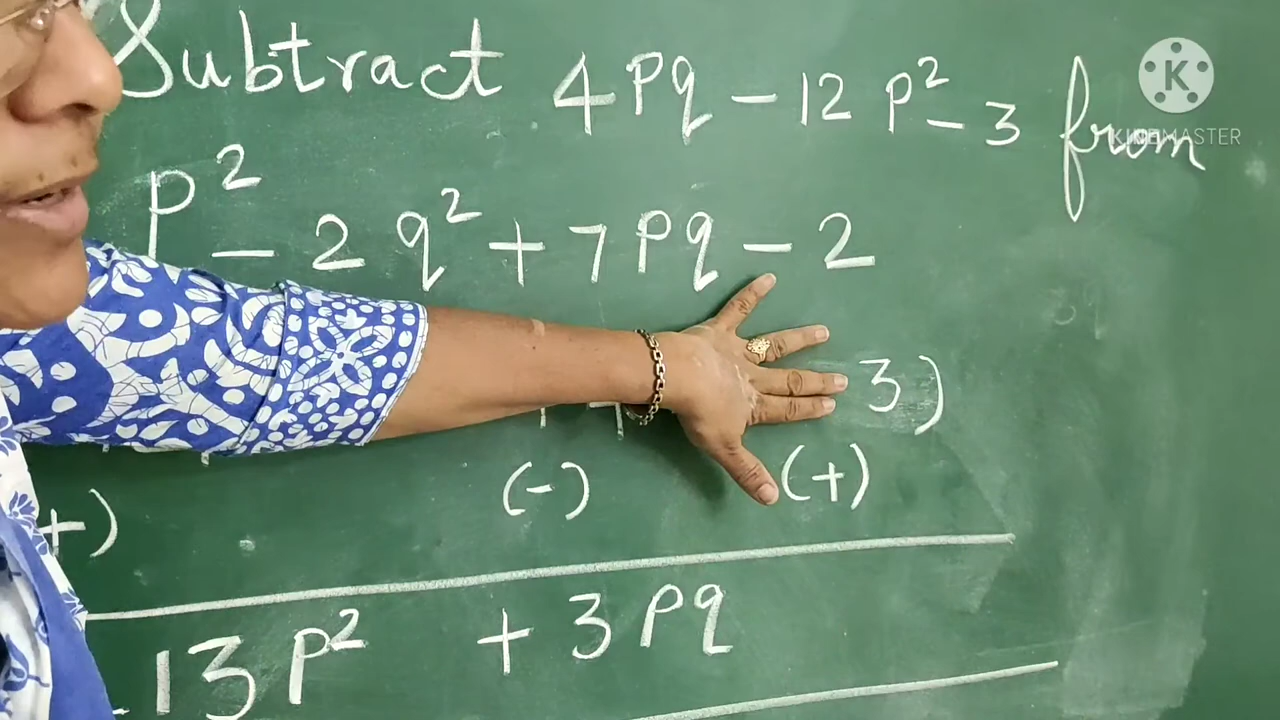 Subtract 4pq - 12p² - 3 from
p² - 2q² + 7pq - 2
3)
+) (-) (+)
13p² + 3pq
K
KINEMASTER